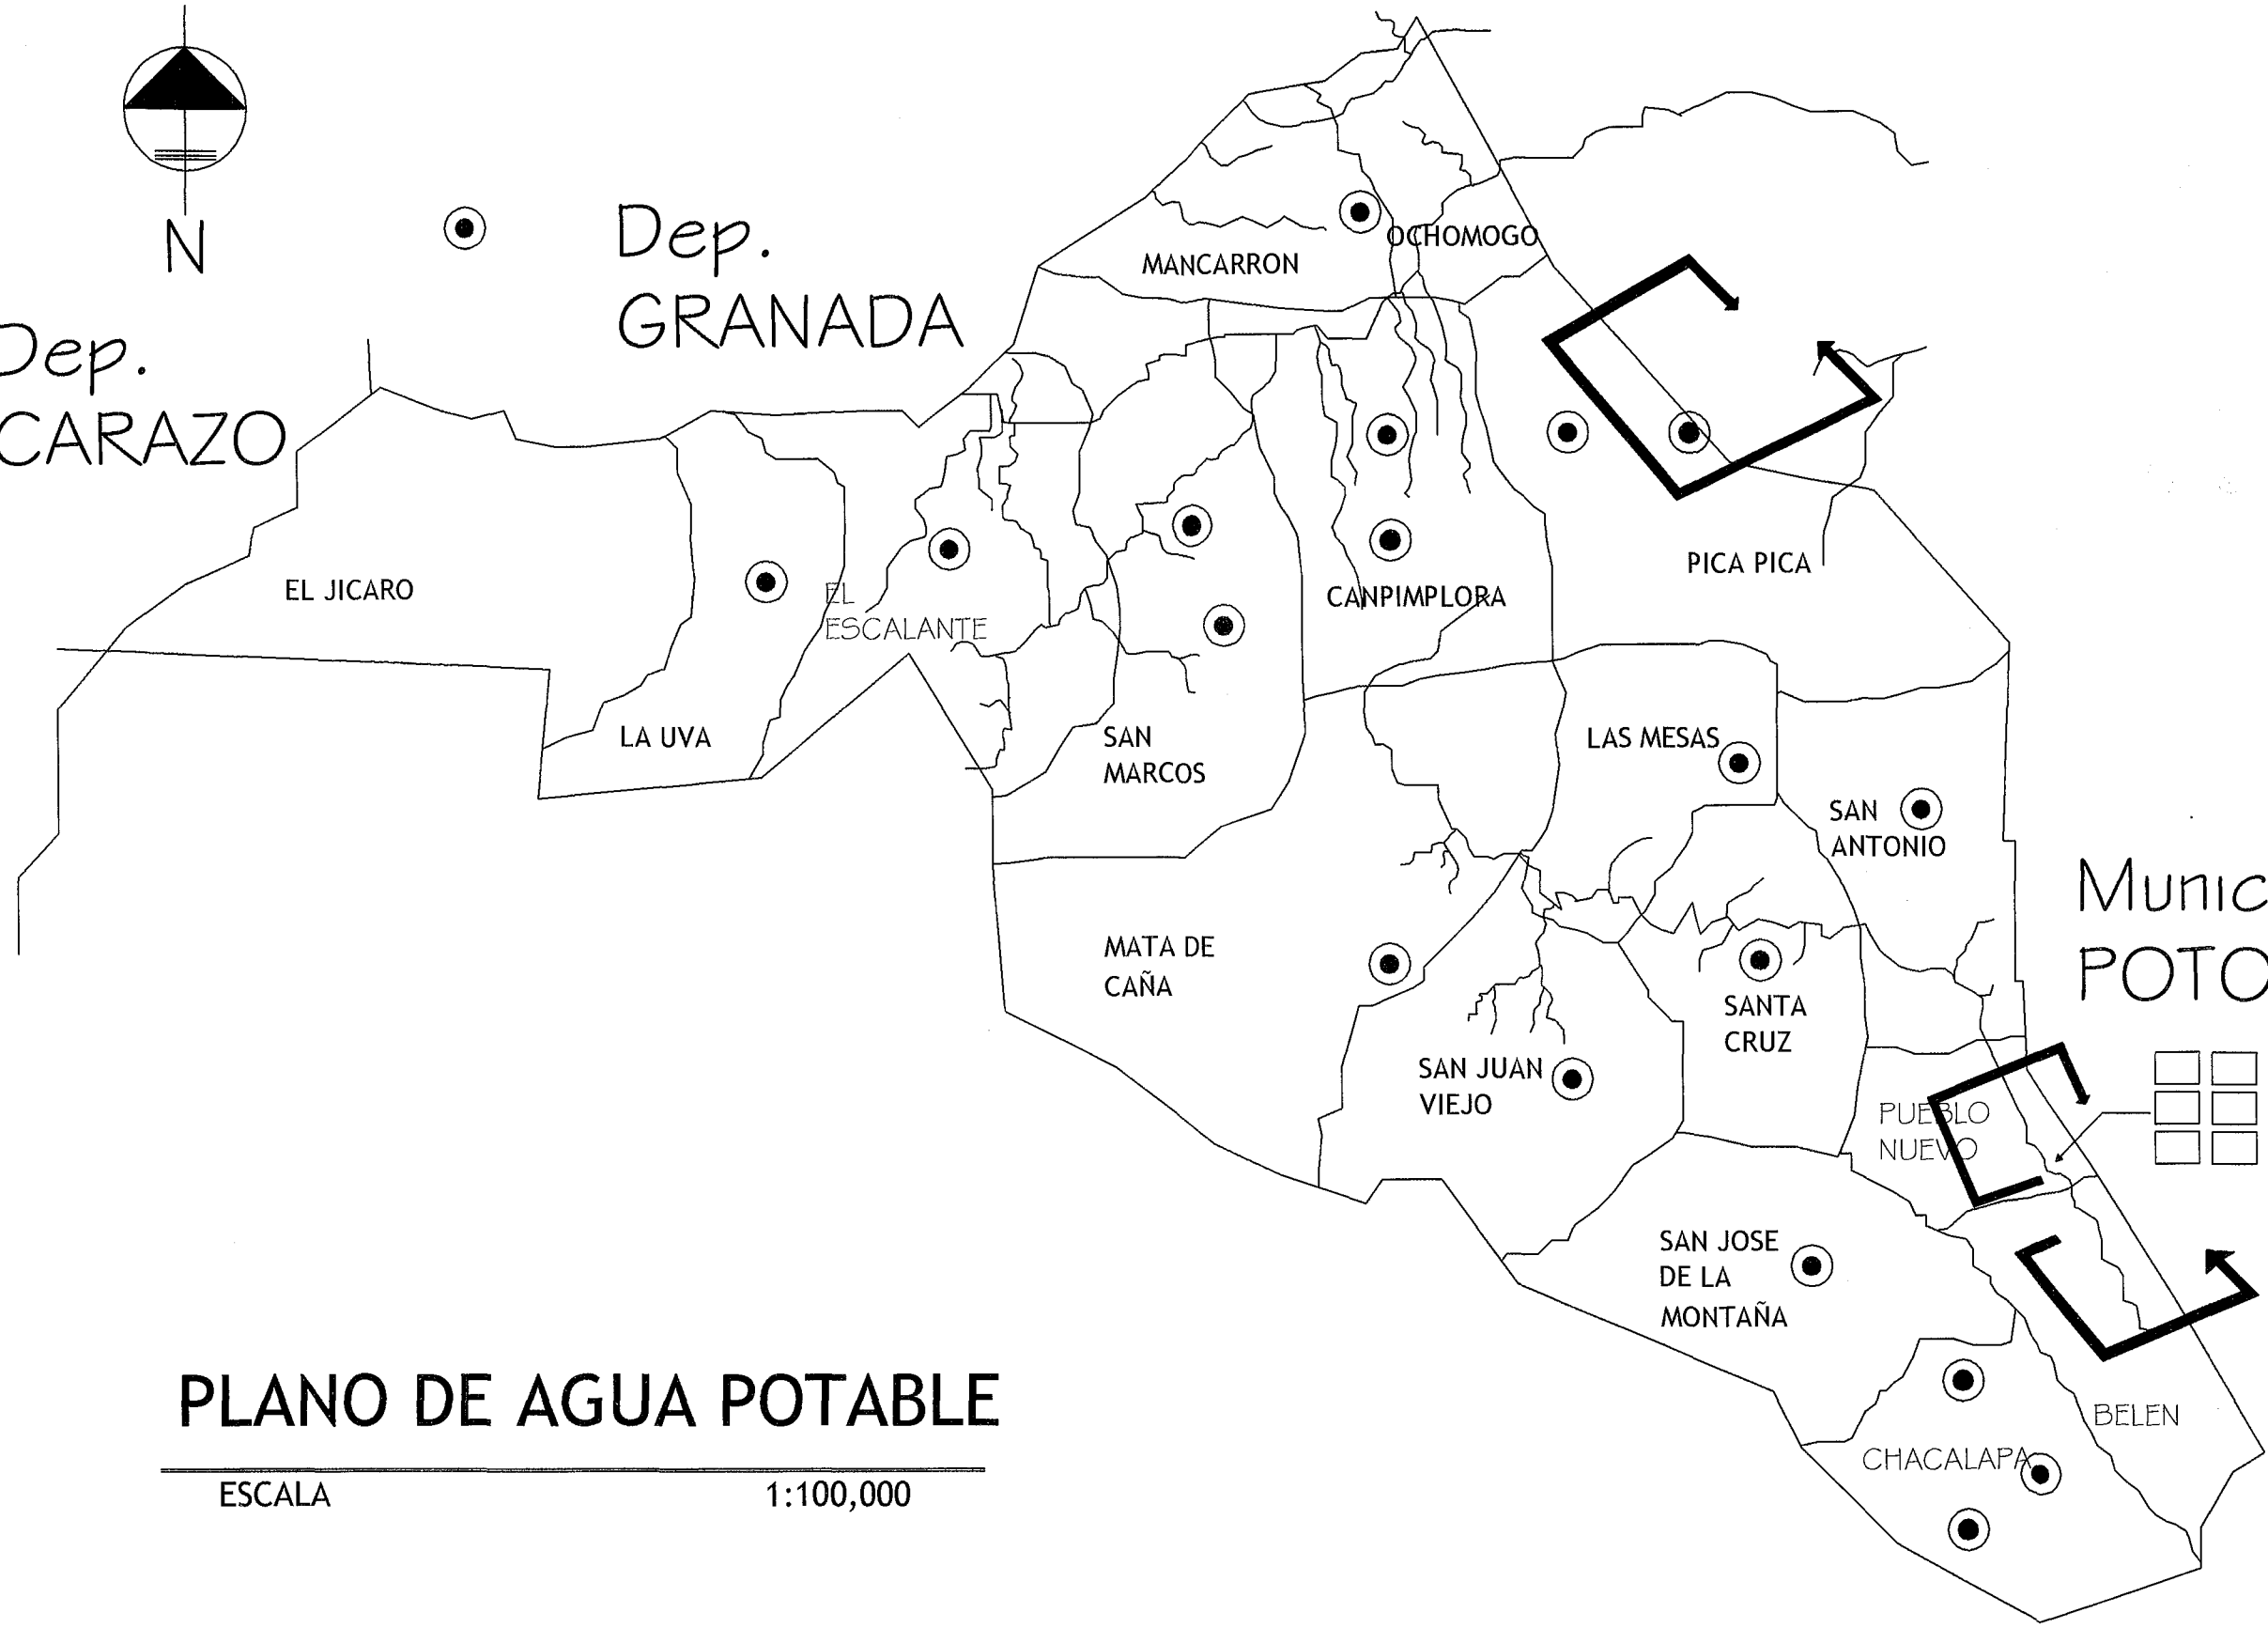 N
Dep.
GRANADA
Dep.
CARAZO
OCHOMOGO
MANCARRON
EL JICARO
EL
ESCALANTE
LA UVA
SAN
MARCOS
CANPIMPLORA
PICA PICA
LAS MESAS
SAN
ANTONIO
Munic
POTO
MATA DE
CAÑA
SANTA
CRUZ
SAN JUAN
VIEJO
PUEBLO
NUEVO
SAN JOSE
DE LA
MONTAÑA
BELEN
CHACALAPA
PLANO DE AGUA POTABLE
ESCALA 1:100,000